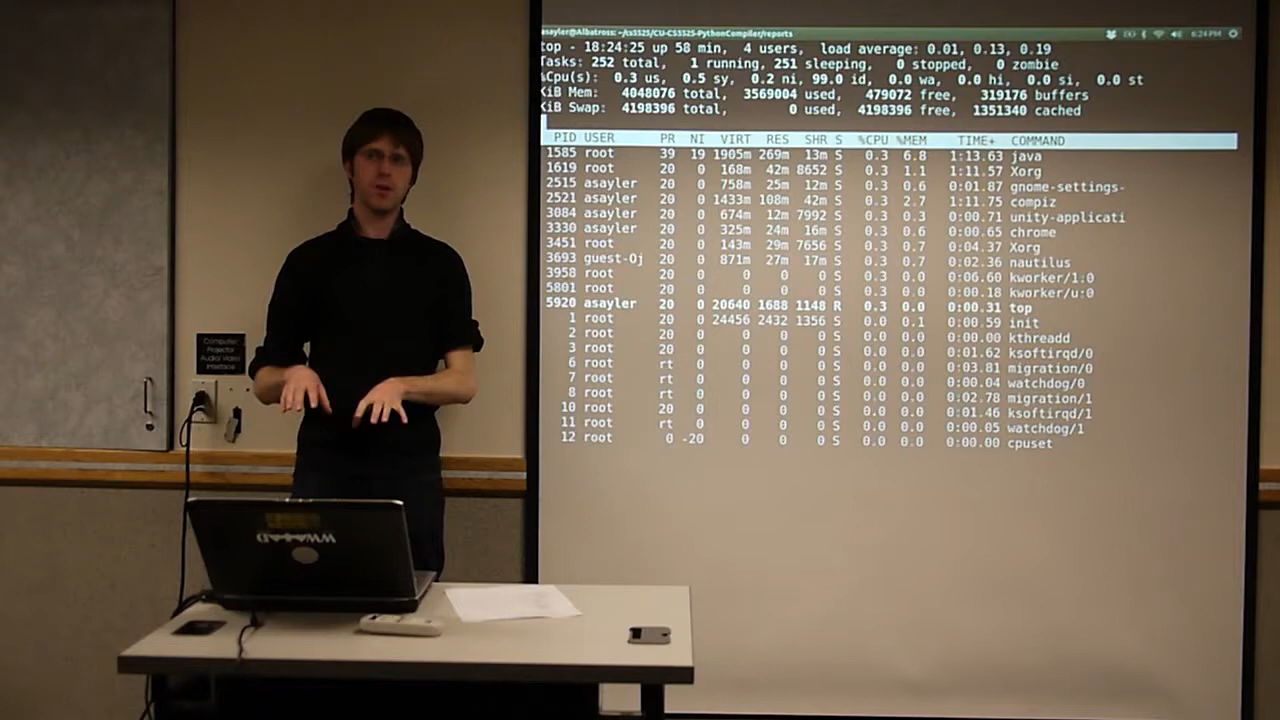 asayler@Albatross: ~/cs5525/CU-CS5525-PythonCompiler/reports
6:24 PM
top - 18:24:25 up 58 min, 4 users, load average: 0.01, 0.13, 0.19
Tasks: 252 total, 1 running, 251 sleeping, 0 stopped, 0 zombie
%Cpu(s): 0.3 us, 0.5 sy, 0.2 ni, 99.0 id, 0.0 wa, 0.0 hi, 0.0 si, 0.0 st
KiB Mem: 4048076 total, 3569004 used, 479072 free, 319176 buffers
KiB Swap: 4198396 total, 0 used, 4198396 free, 1351340 cached
PID USER PR NI VIRT RES SHR S %CPU %MEM TIME+ COMMAND
1585 root 39 19 1905m 269m 13m S 0.3 6.8 1:13.63 java
1619 root 20 0 168m 42m 8652 S 0.3 1.1 1:11.57 Xorg
2515 asayler 20 0 758m 25m 12m S 0.3 0.6 0:01.87 gnome-settings-
2521 asayler 20 0 1433m 108m 42m S 0.3 2.7 1:11.75 compiz
3084 asayler 20 0 674m 12m 7992 S 0.3 0.3 0:00.71 unity-applicati
3330 asayler 20 0 325m 24m 16m S 0.3 0.6 0:00.65 chrome
3451 root 20 0 143m 29m 7656 S 0.3 0.7 0:04.37 Xorg
3693 guest-Oj 20 0 871m 27m 17m S 0.3 0.7 0:02.36 nautilus
3958 root 20 0 0 0 0 S 0.3 0.0 0:06.60 kworker/1:0
5801 root 20 0 0 0 0 S 0.3 0.0 0:00.18 kworker/u:0
5920 asayler 20 0 20640 1688 1148 R 0.3 0.0 0:00.31 top
1 root 20 0 24456 2432 1356 S 0.0 0.1 0:00.59 init
2 root 20 0 0 0 0 S 0.0 0.0 0:00.00 kthreadd
3 root 20 0 0 0 0 S 0.0 0.0 0:01.62 ksoftirqd/0
6 root rt 0 0 0 0 S 0.0 0.0 0:03.81 migration/0
7 root rt 0 0 0 0 S 0.0 0.0 0:00.04 watchdog/0
8 root rt 0 0 0 0 S 0.0 0.0 0:02.78 migration/1
10 root 20 0 0 0 0 S 0.0 0.0 0:01.46 ksoftirqd/1
11 root rt 0 0 0 0 S 0.0 0.0 0:00.05 watchdog/1
12 root 0 -20 0 0 0 S 0.0 0.0 0:00.00 cpuset
Computer
Projector
Audio/Video
Interface